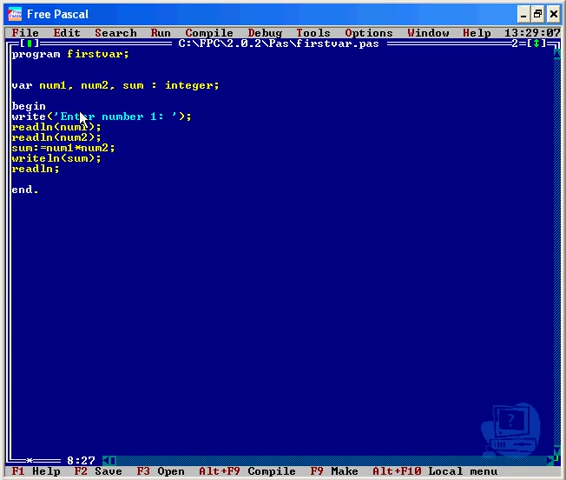 Free Pascal
File Edit Search Run Compile Debug Tools Options Window Help 13:29:07
C:\FPC\2.0.2\Pas\firstvar.pas 2=[↕]
program firstvar;
var num1, num2, sum : integer;
begin
write('Enter number 1: ');
readln(num1);
readln(num2);
sum:=num1*num2;
writeln(sum);
readln;
end.
* 8:27
F1 Help F2 Save F3 Open Alt+F9 Compile F9 Make Alt+F10 Local menu